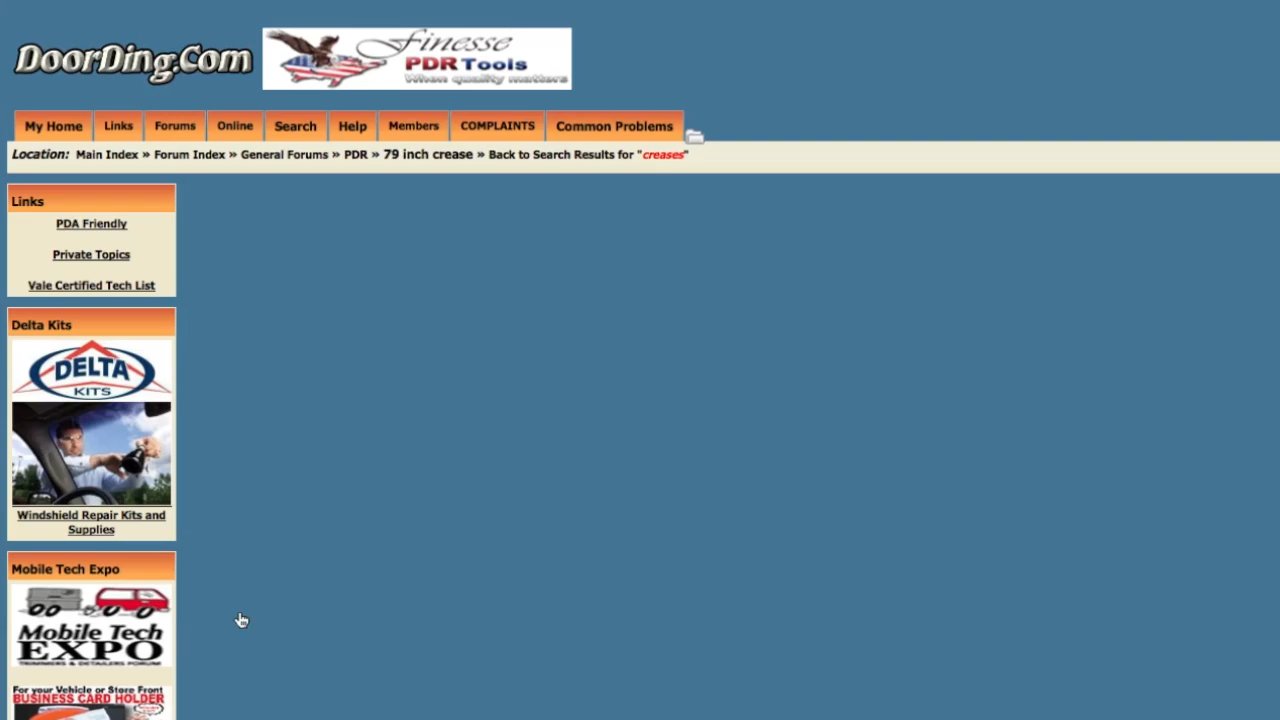 DoorDing.Com
Finesse
PDR Tools
When quality matters
My Home Links Forums Online Search Help Members COMPLAINTS Common Problems
Location: Main Index » Forum Index » General Forums » PDR » 79 inch crease » Back to Search Results for "creases"
Links
PDA Friendly
Private Topics
Vale Certified Tech List
Delta Kits
DELTA
KITS
Windshield Repair Kits and
Supplies
Mobile Tech Expo
Mobile Tech
EXPO
TRIMMERS & DETAILERS FORUM
For your Vehicle or Store Front
BUSINESS CARD HOLDER